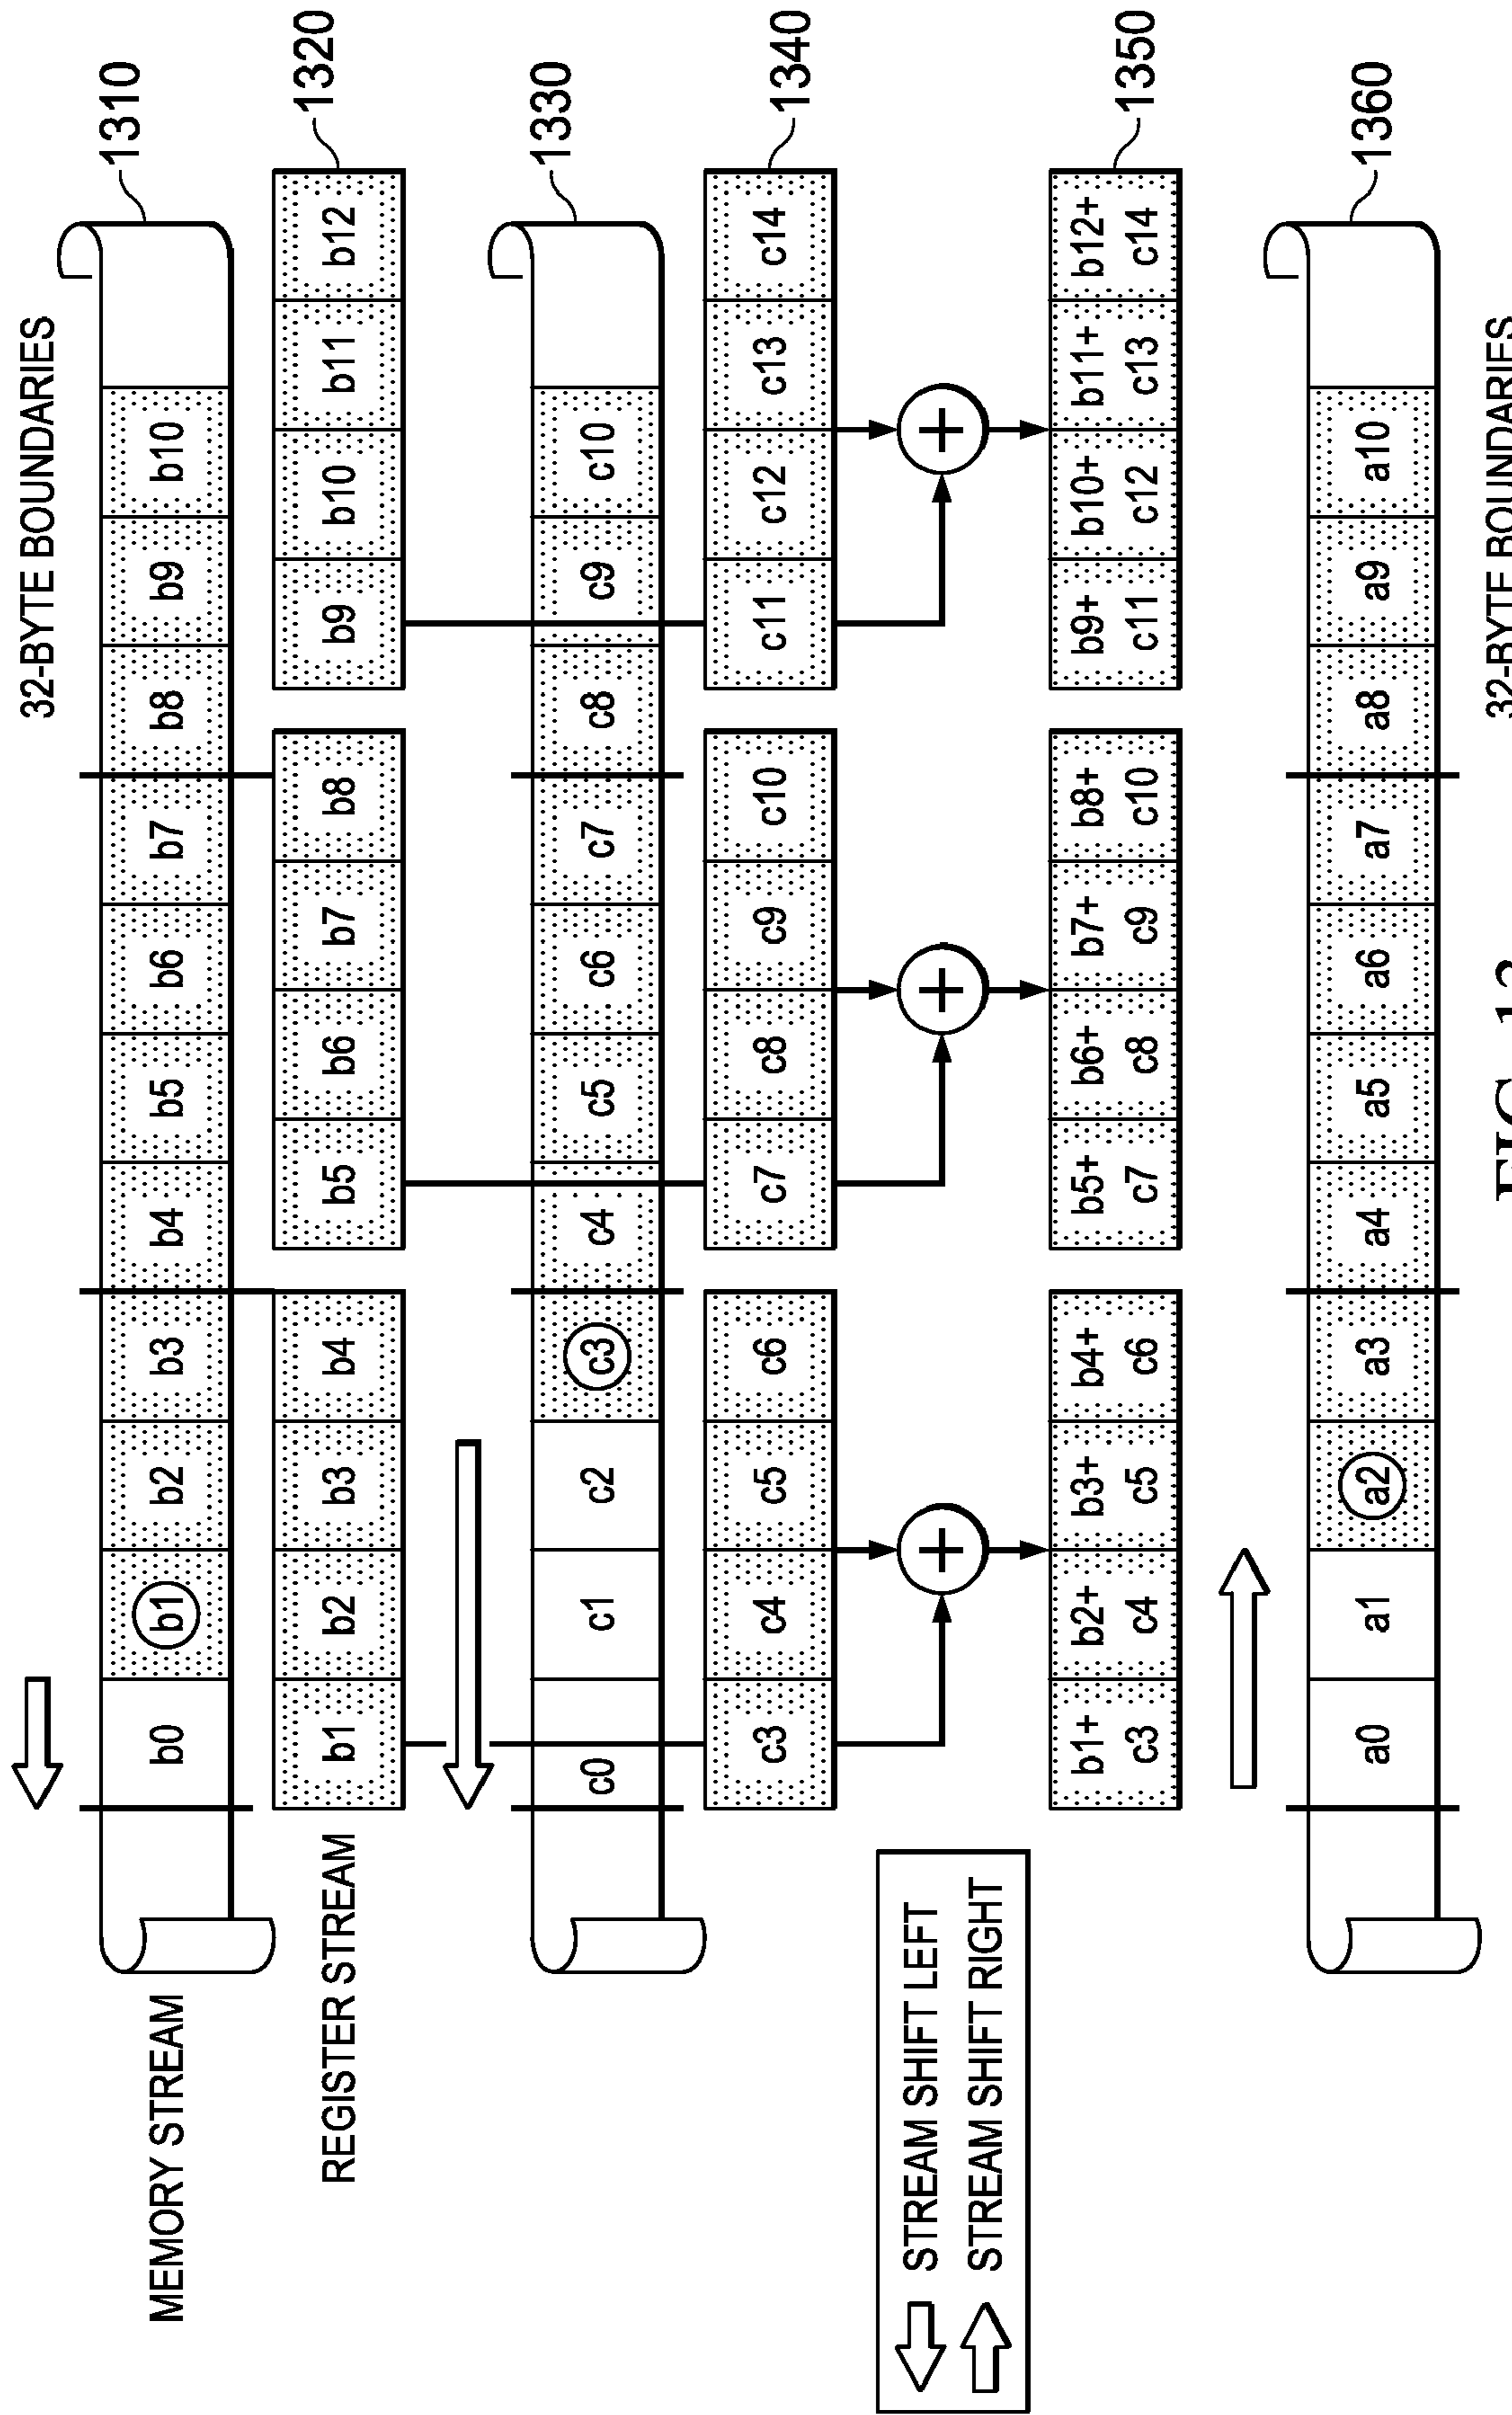 32-BYTE BOUNDARIES
MEMORY STREAM
b0 b1 b2 b3 b4 b5 b6 b7 b8 b9 b10
1310
REGISTER STREAM
b1 b2 b3 b4 b5 b6 b7 b8 b9 b10 b11 b12
1320
c0 c1 c2 c3 c4 c5 c6 c7 c8 c9 c10
1330
c3 c4 c5 c6 c7 c8 c9 c10 c11 c12 c13 c14
1340
STREAM SHIFT LEFT
STREAM SHIFT RIGHT
+ + +
b1+ b2+ b3+ b4+ b5+ b6+ b7+ b8+ b9+ b10+ b11+ b12+
c3 c4 c5 c6 c7 c8 c9 c10 c11 c12 c13 c14
1350
a0 a1 a2 a3 a4 a5 a6 a7 a8 a9 a10
1360
32-BYTE BOUNDARIES
FIG. 13